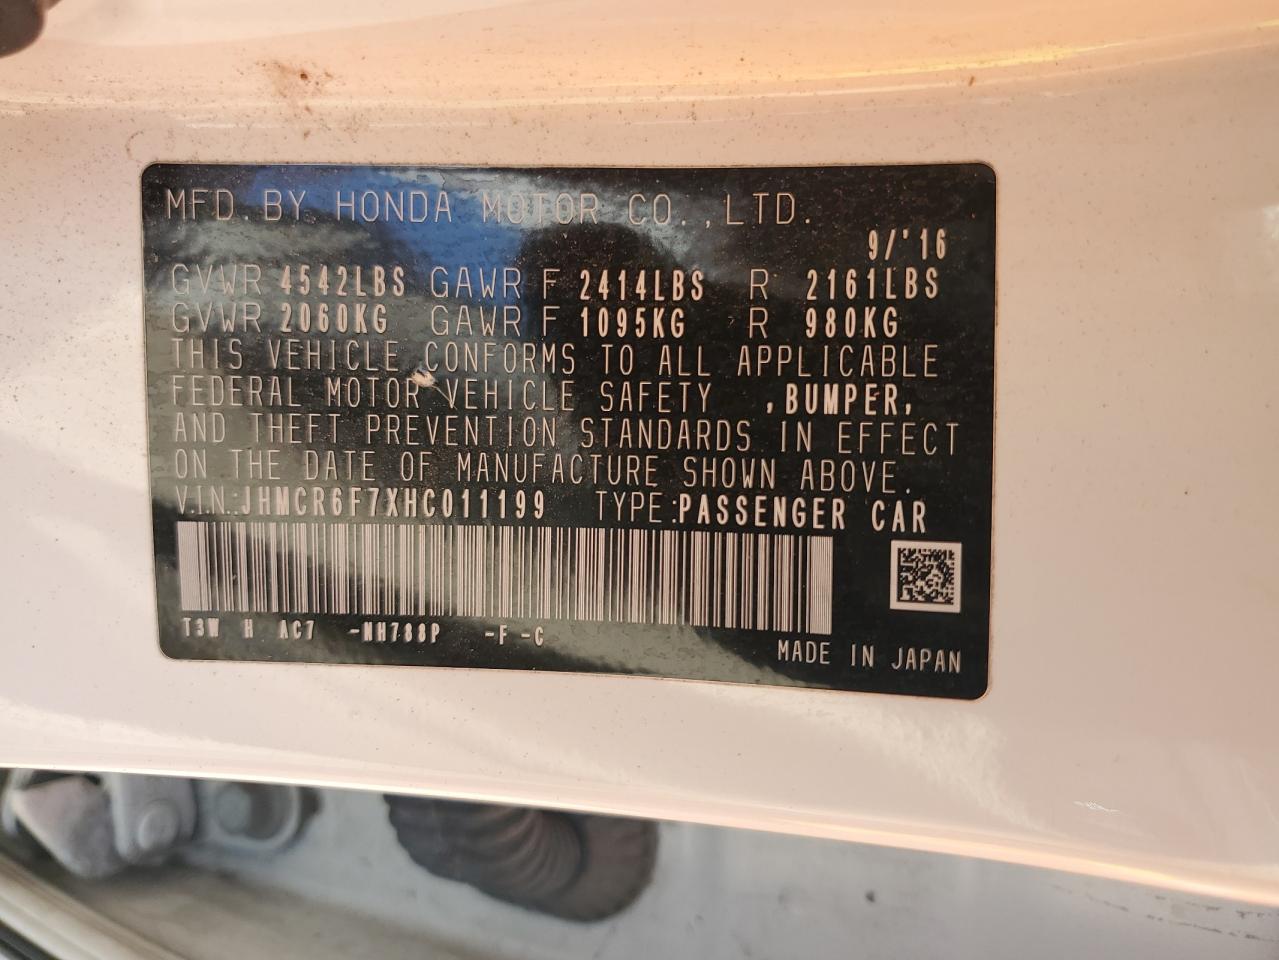 MFD. BY HONDA MOTOR CO., LTD.
9/'16
GVWR 4542LBS GAWR F 2414LBS R 2161LBS
GVWR 2060KG GAWR F 1095KG R 980KG
THIS VEHICLE CONFORMS TO ALL APPLICABLE
FEDERAL MOTOR VEHICLE SAFETY , BUMPER,
AND THEFT PREVENTION STANDARDS IN EFFECT
ON THE DATE OF MANUFACTURE SHOWN ABOVE.
V.I.N.:JHMCR6F7XHC011199 TYPE:PASSENGER CAR
T3W H AC7 -NH788P -F -C
MADE IN JAPAN